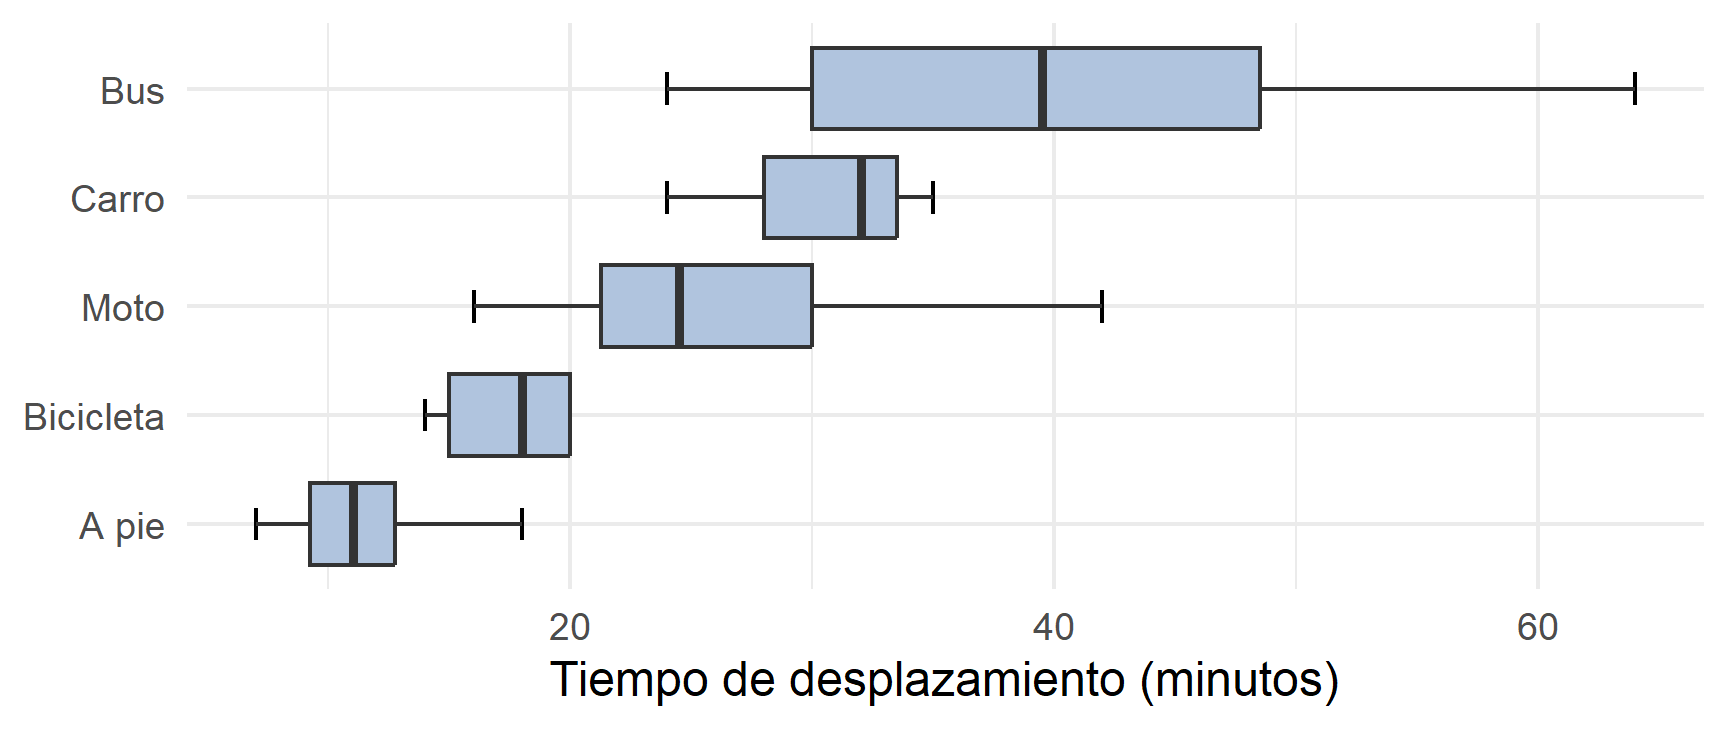 Bus
Carro
Moto
Bicicleta
A pie
20 40 60
Tiempo de desplazamiento (minutos)